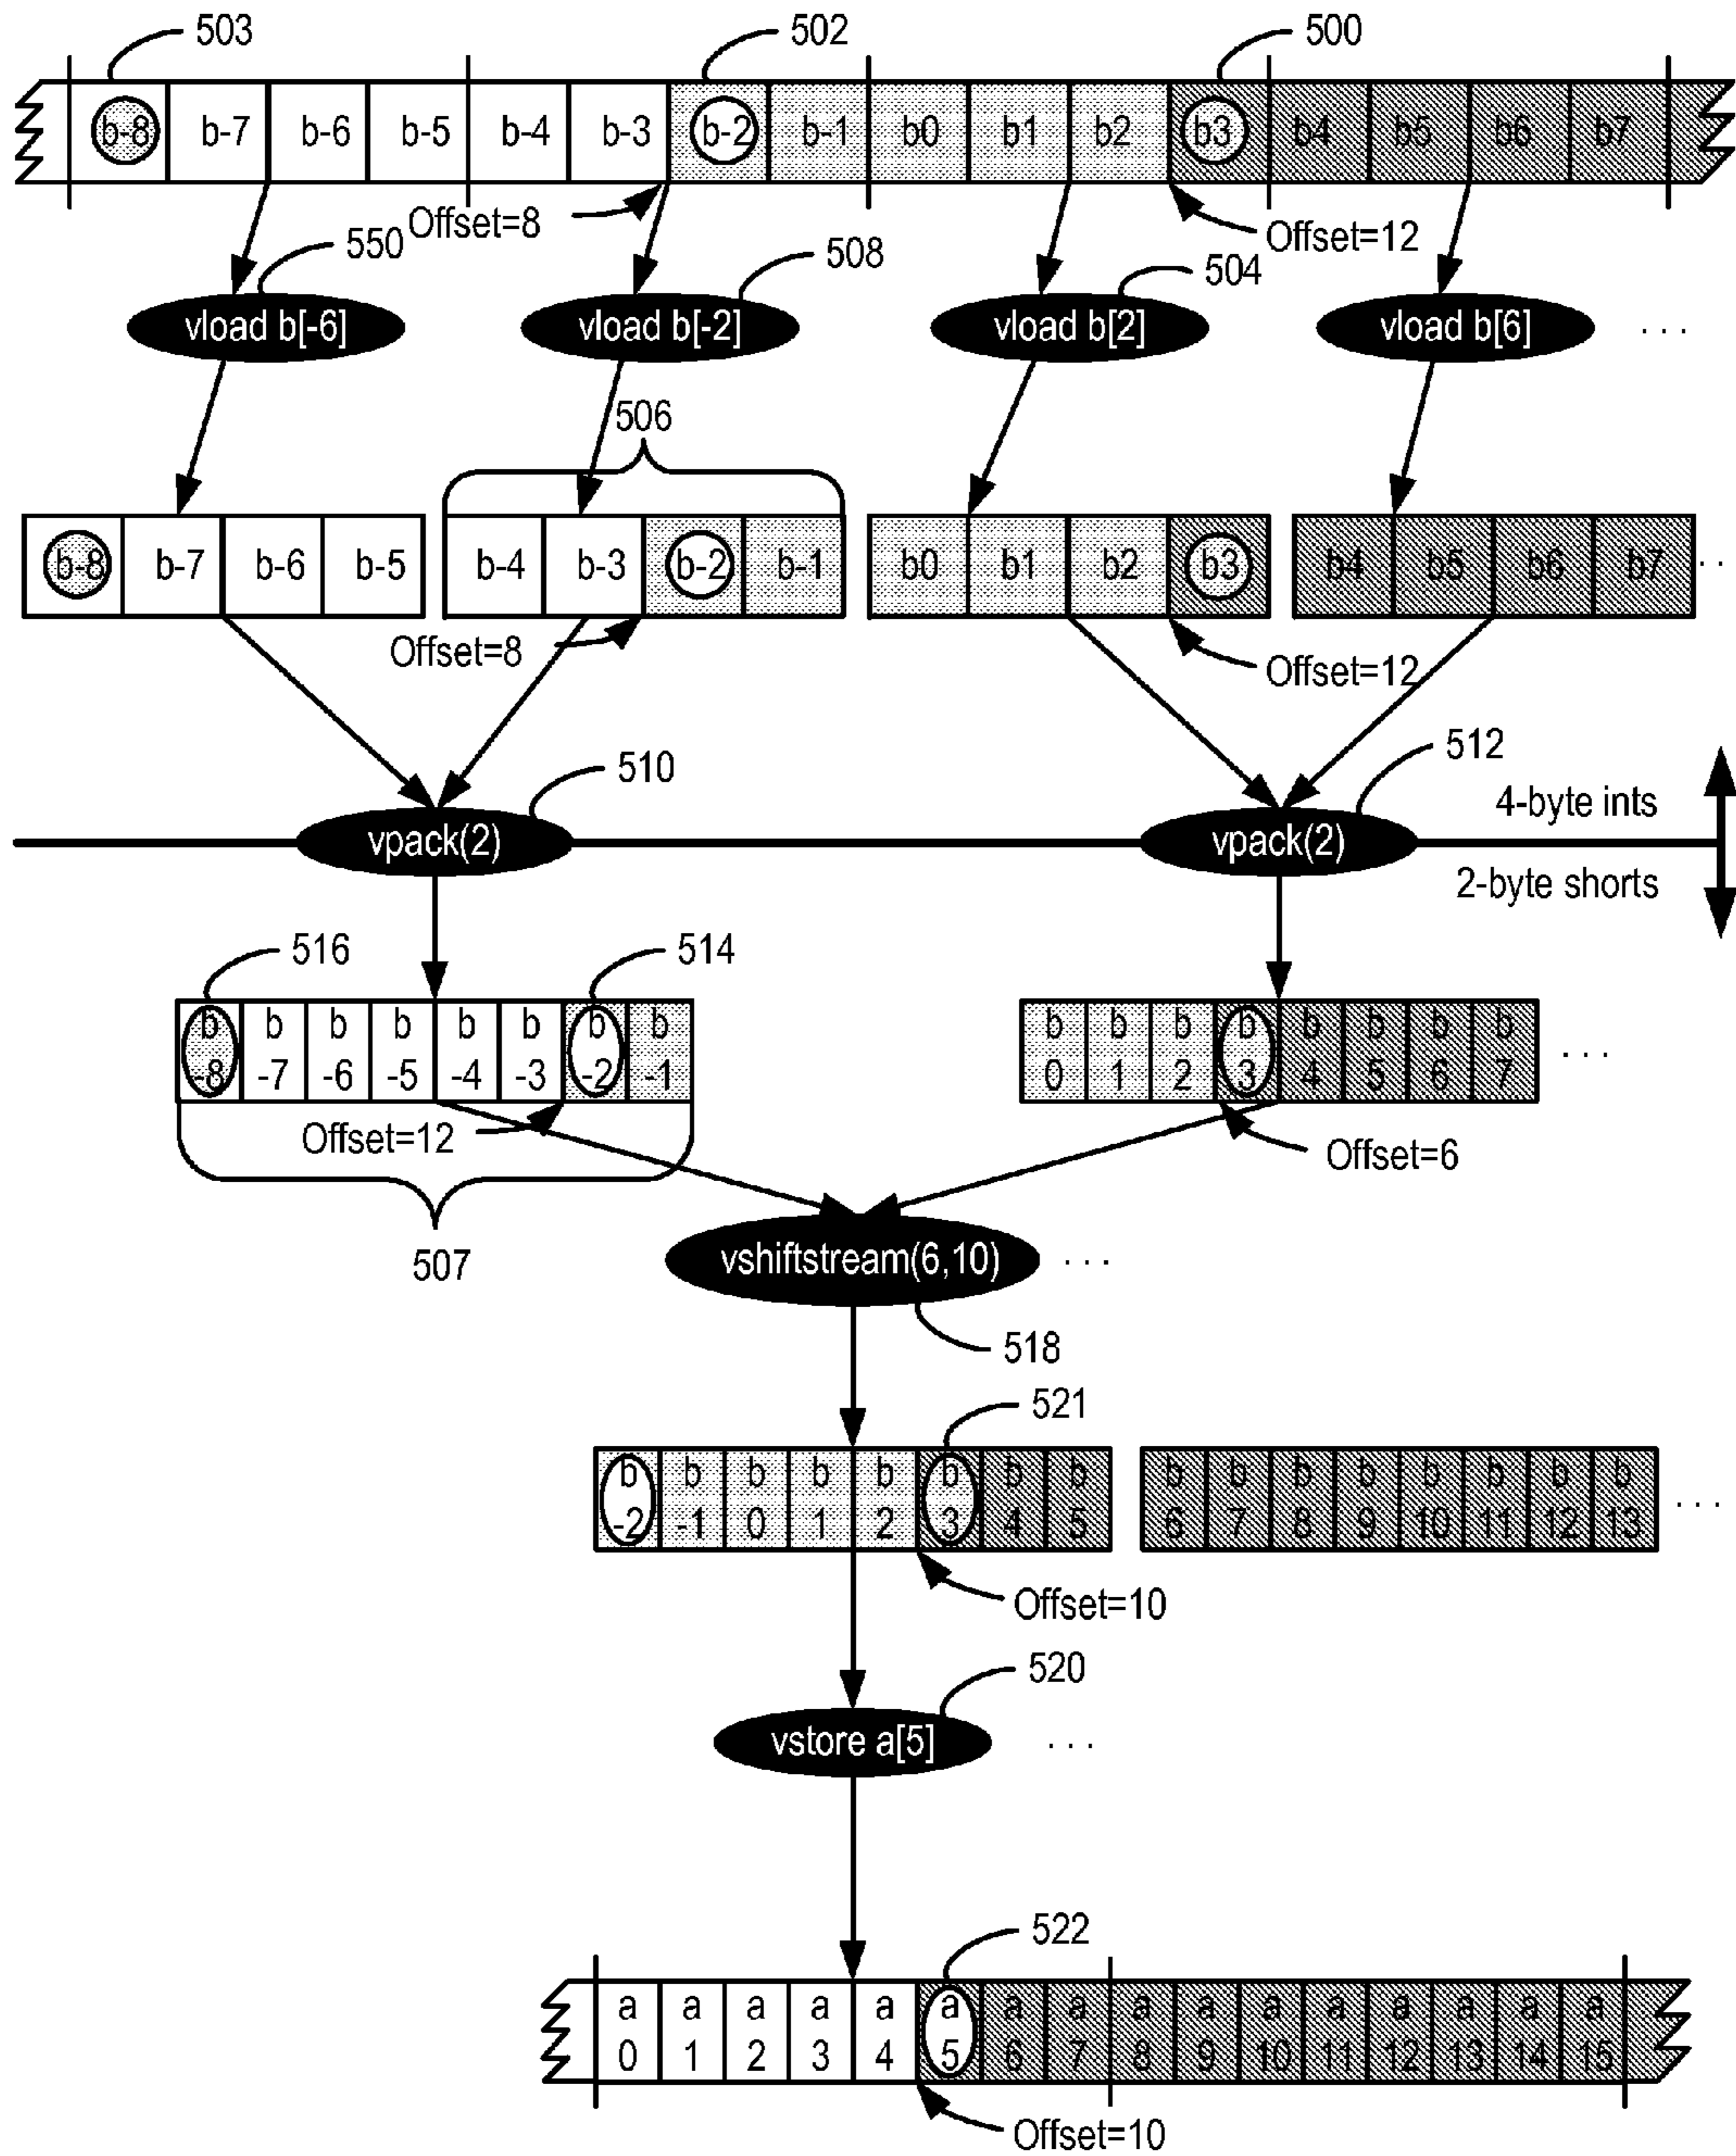 503 502 500
b-8 b-7 b-6 b-5 b-4 b-3 b-2 b-1 b0 b1 b2 b3 b4 b5 b6 b7
Offset=8 Offset=12
550 508 504
vload b[-6] vload b[-2] vload b[2] vload b[6] ...
506
b-8 b-7 b-6 b-5 b-4 b-3 b-2 b-1 b0 b1 b2 b3 b4 b5 b6 b7 ...
Offset=8 Offset=12
510 512
4-byte ints
vpack(2) vpack(2)
2-byte shorts
516 514
b b b b b b b b b b b b b b b b
-8 -7 -6 -5 -4 -3 -2 -1 0 1 2 3 4 5 6 7 ...
Offset=12 Offset=6
507
vshiftstream(6,10) ...
518
521
b b b b b b b b b b b b b b b b
-2 -1 0 1 2 3 4 5 6 7 8 9 10 11 12 13 ...
Offset=10
520
vstore a[5] ...
522
a a a a a a a a a a a a a a a a
0 1 2 3 4 5 6 7 8 9 10 11 12 13 14 15
Offset=10